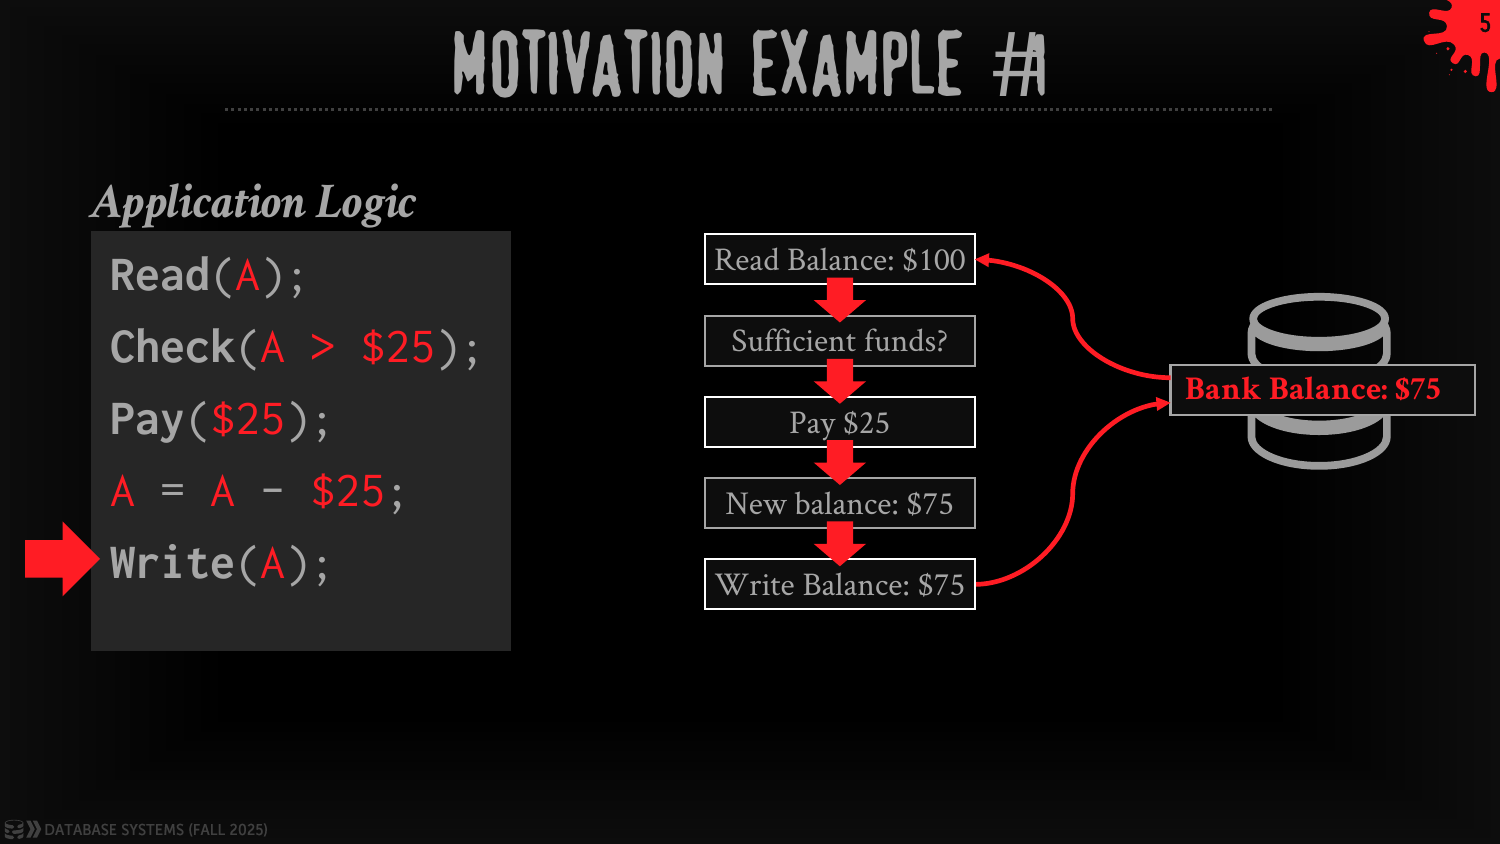 5
MOTIVATION EXAMPLE #1
Application Logic
Read(A);
Check(A > $25);
Pay($25);
A = A - $25;
Write(A);
Read Balance: $100
Sufficient funds?
Pay $25
New balance: $75
Write Balance: $75
Bank Balance: $75
DATABASE SYSTEMS (FALL 2025)